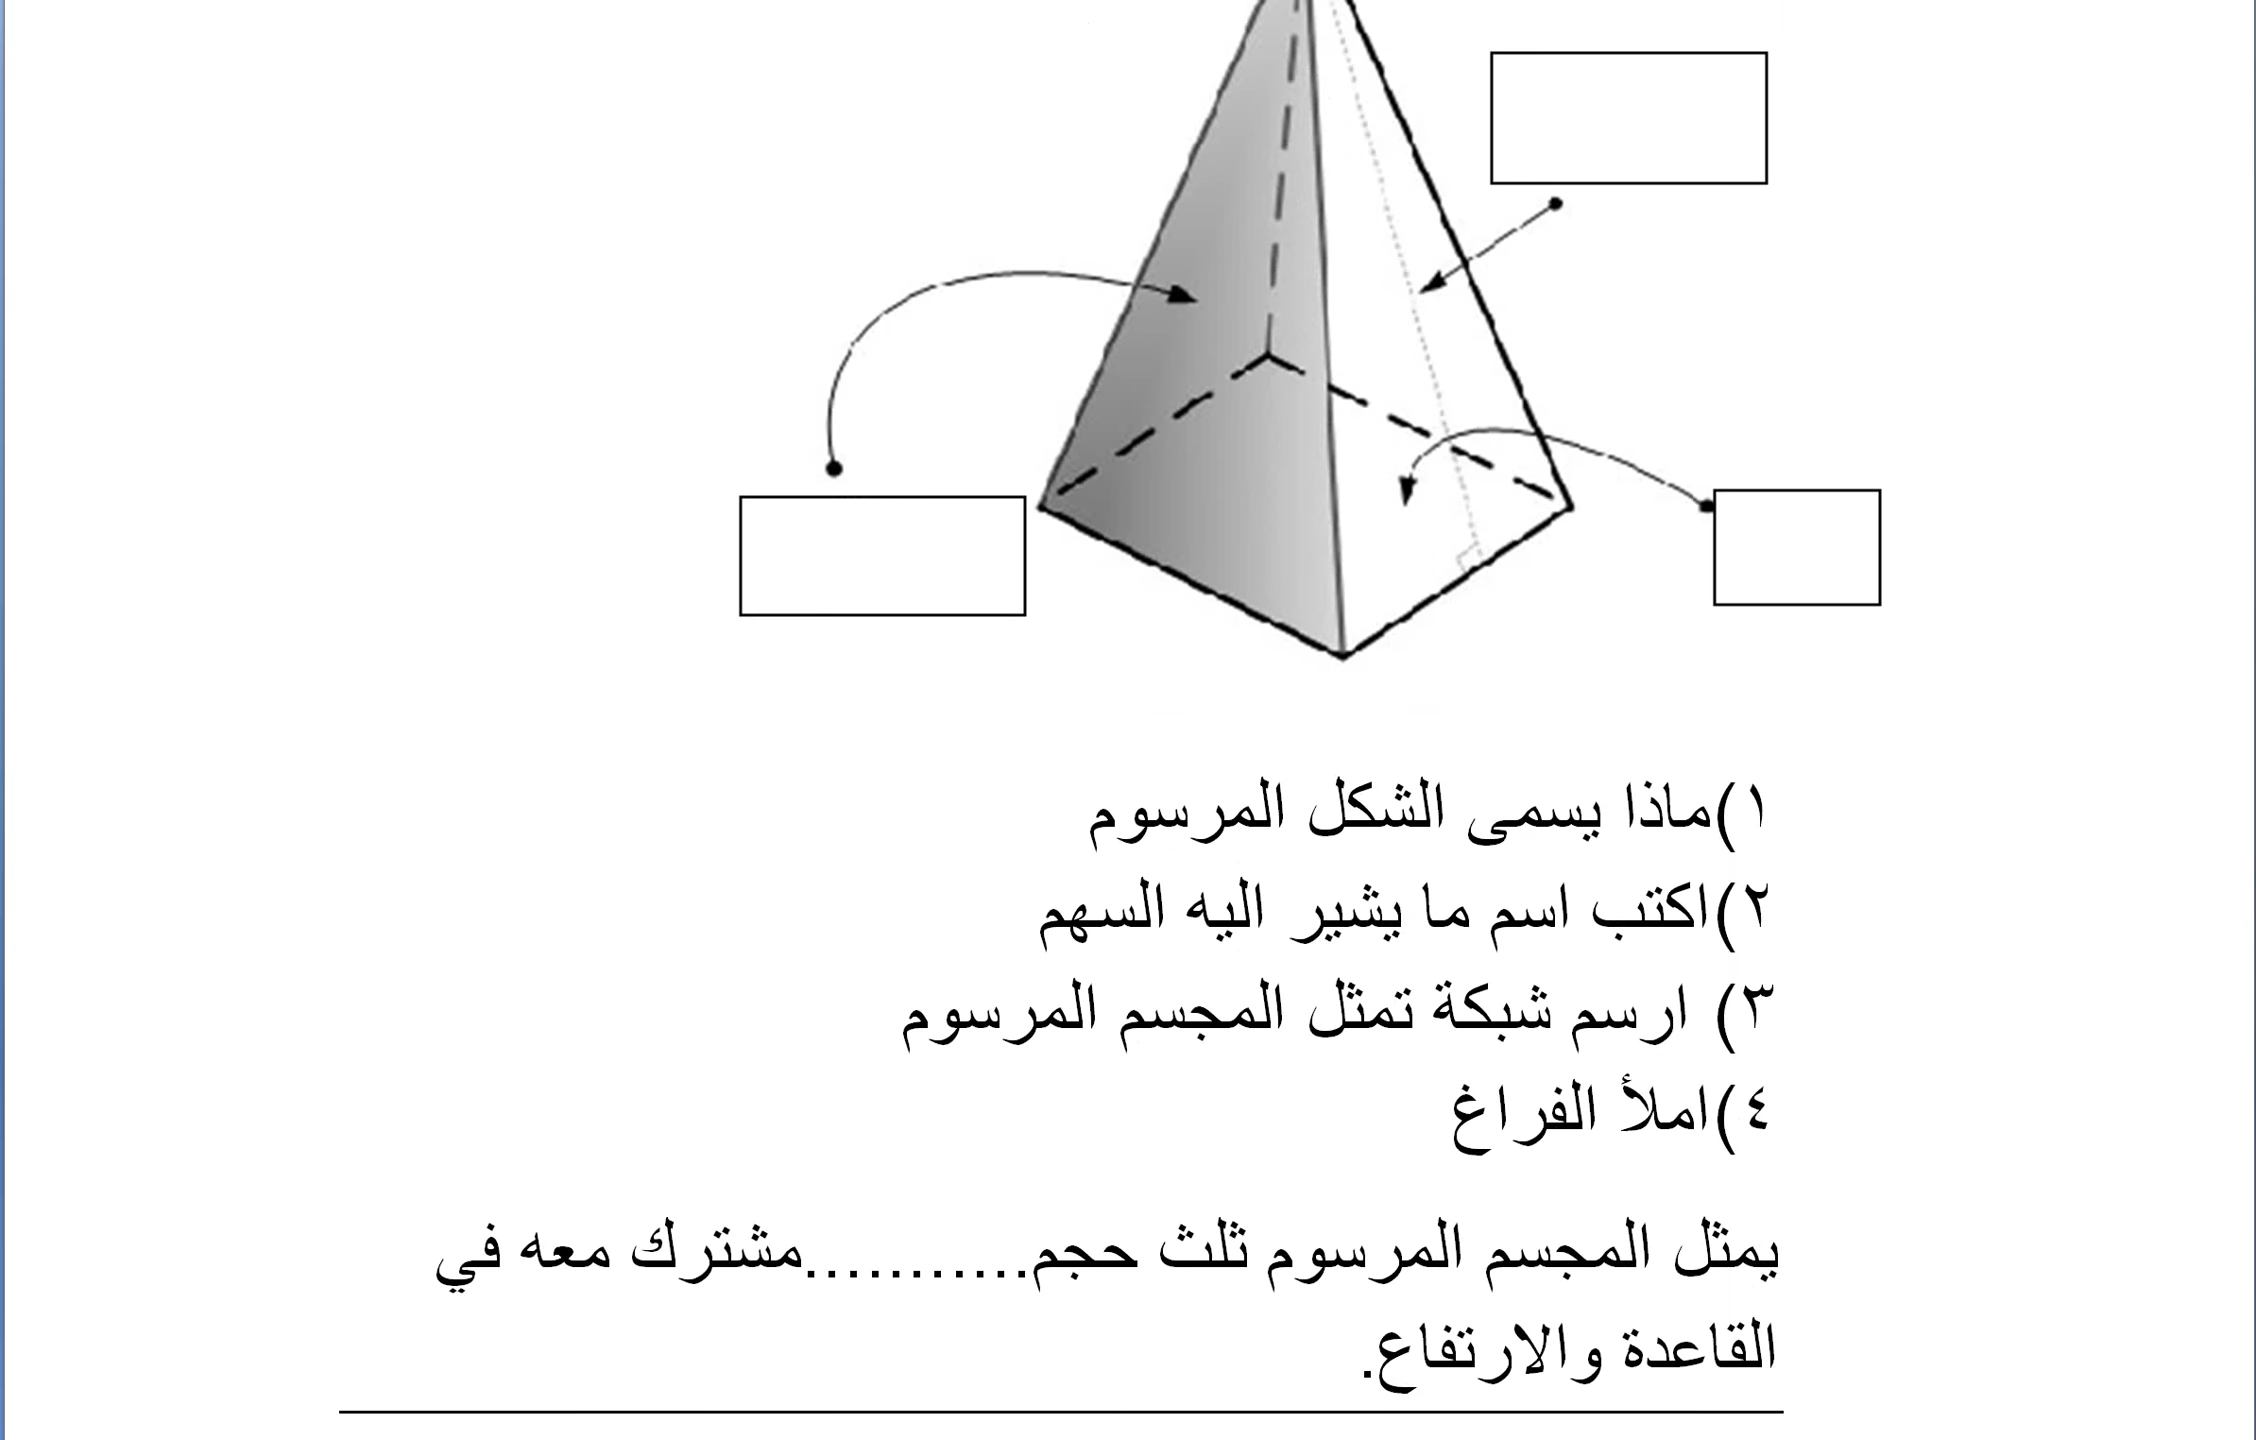 ١)ماذا يسمى الشكل المرسوم
٢)اكتب اسم ما يشير اليه السهم
٣) ارسم شبكة تمثل المجسم المرسوم
٤)املأ الفراغ
يمثل المجسم المرسوم ثلث حجم...........مشترك معه في
القاعدة والارتفاع.